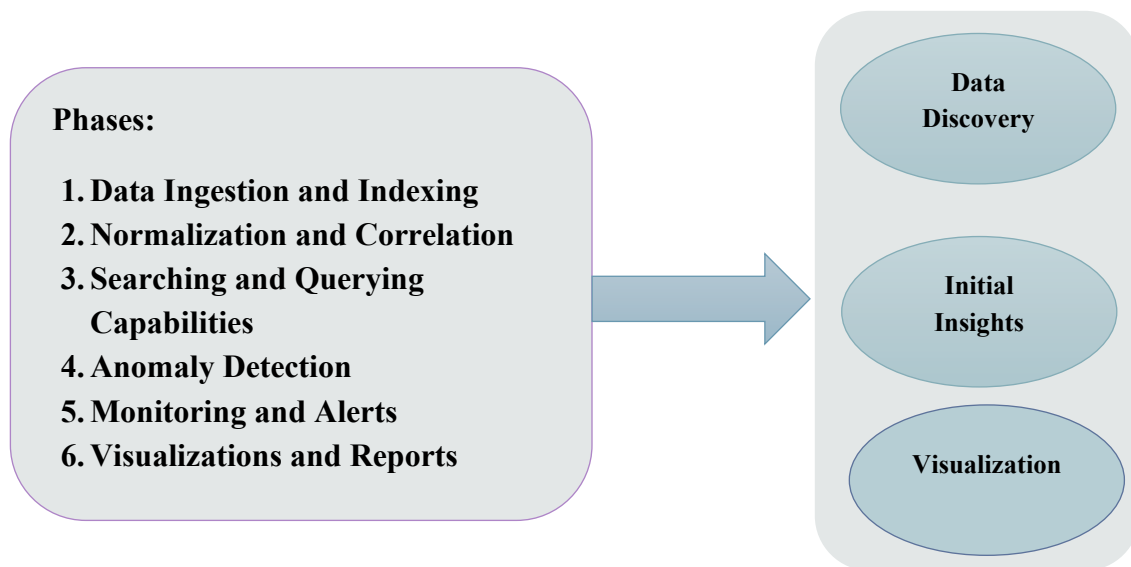 Phases:
1. Data Ingestion and Indexing
2. Normalization and Correlation
3. Searching and Querying
Capabilities
4. Anomaly Detection
5. Monitoring and Alerts
6. Visualizations and Reports
Data
Discovery
Initial
Insights
Visualization